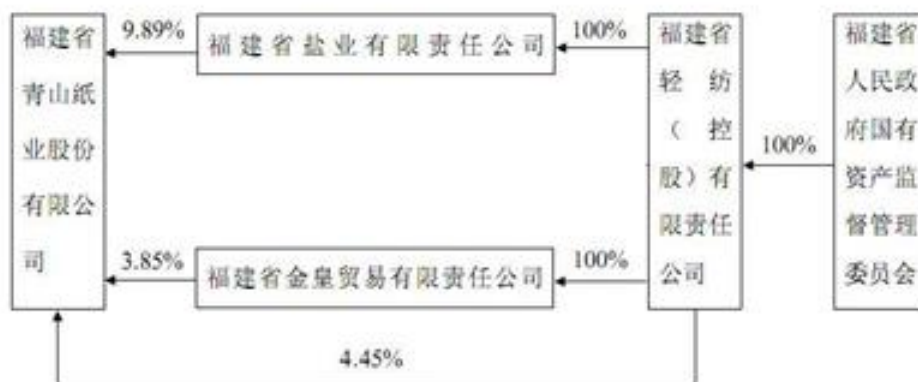 福建省
青山纸
业股份
有限公
司
9.89%
福建省盐业有限责任公司
100%
福建省
轻纺
（控
股）有
限责任
公司
100%
福建省
人民政
府国有
资产监
督管理
委员会
3.85%
福建省金皇贸易有限责任公司
100%
4.45%